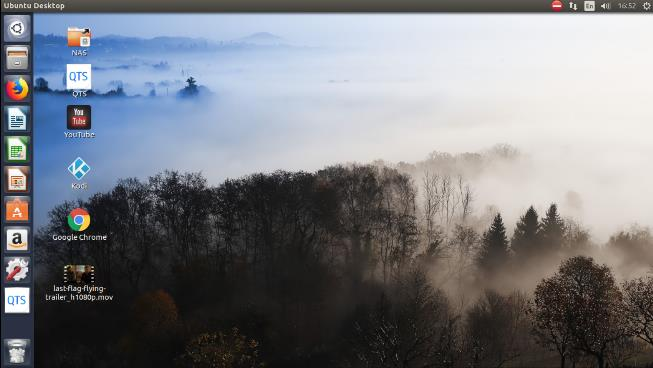 Ubuntu Desktop
En
16:52
NAS
QTS
QTS
You
Tube
YouTube
Kodi
Google Chrome
a
last-flag-flying-
trailer_h1080p.mov
QTS